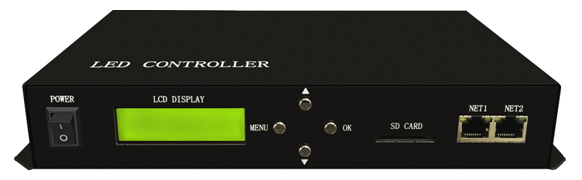 LED CONTROLLER
POWER
LCD DISPLAY
MENU
OK
SD CARD
NET1 NET2